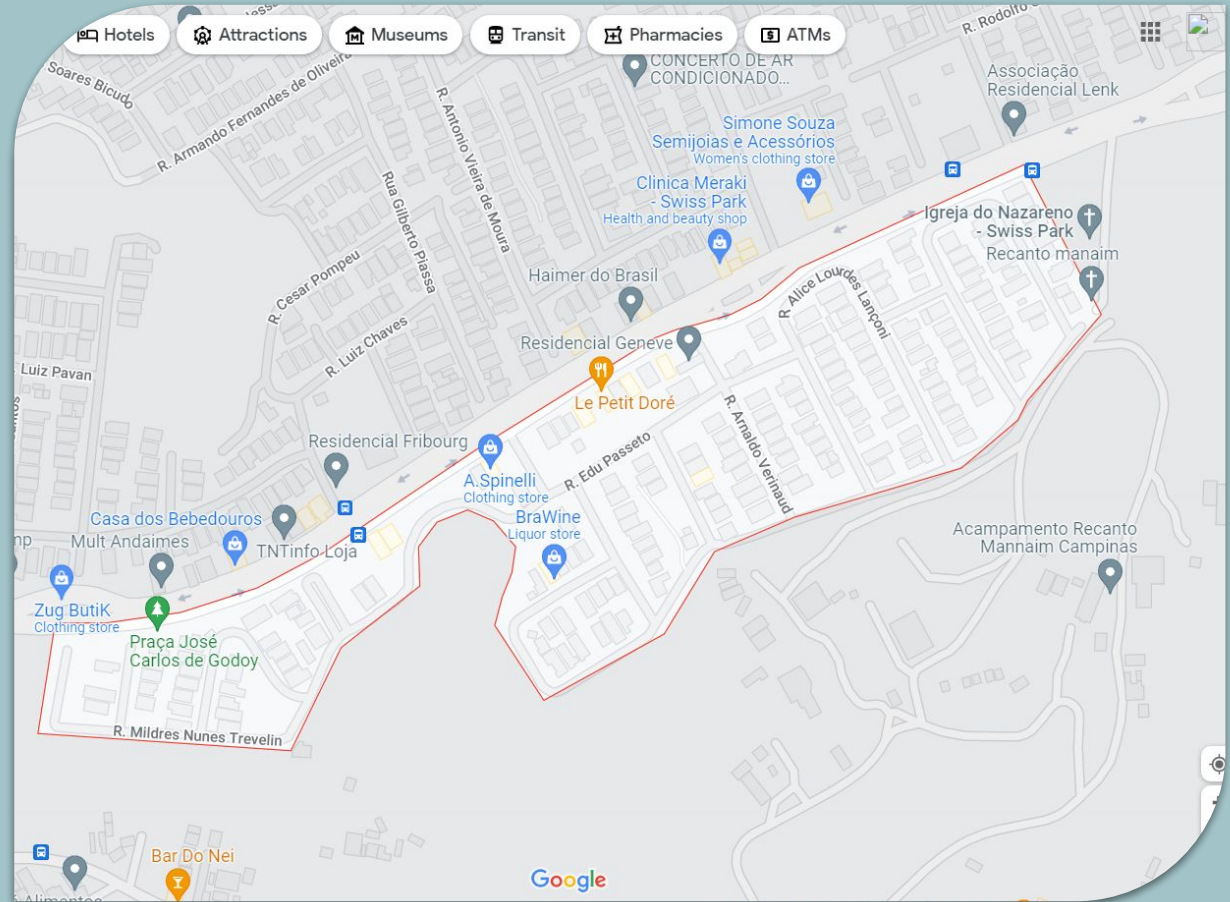 Hotels
Attractions
Museums
Transit
Pharmacies
ATMs
Soares Bicudo
R. Armando Fernandes de Oliveira
R. Antonio Vieira de Moura
CONCERTO DE AR
CONDICIONADO...
R. Rodolfo
Associação
Residencial Lenk
Simone Souza
Semijoias e Acessórios
Women's clothing store
Clinica Meraki
- Swiss Park
Health and beauty shop
Rua Gilberto Piassa
Igreja do Nazareno
- Swiss Park
Recanto manaim
R. Cesar Pompeu
Haimer do Brasil
R. Alice Lourdes Lançoni
R. Luiz Chaves
Residencial Geneve
Luiz Pavan
Le Petit Doré
R. Arnaldo Verinaud
Residencial Fribourg
R. Edu Passeto
A.Spinelli
Clothing store
BraWine
Liquor store
Casa dos Bebedouros
Mult Andaimes
TNTinfo Loja
Acampamento Recanto
Mannaim Campinas
Zug ButiK
Clothing store
Praça José
Carlos de Godoy
R. Mildres Nunes Trevelin
Bar Do Nei
Google
Alimentos